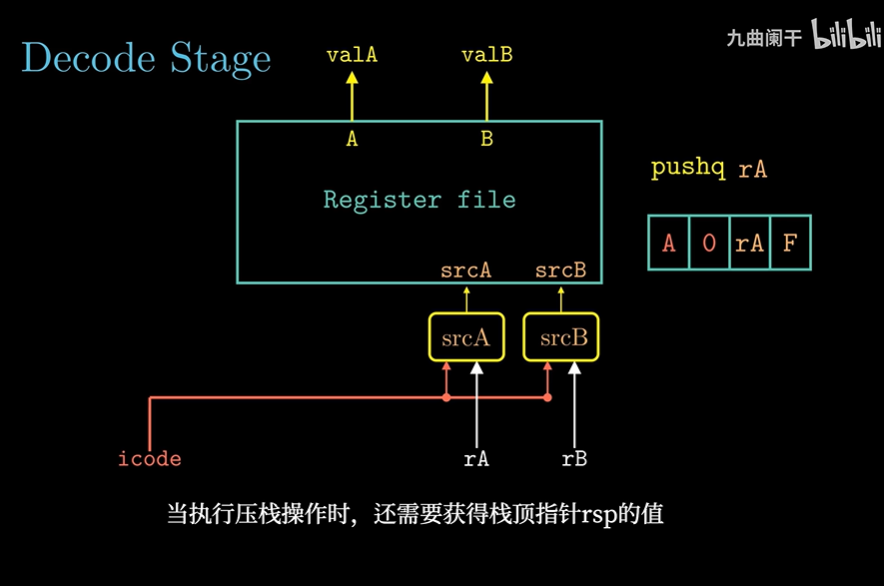 九曲阑干 bilibili
Decode Stage
valA valB
A B
Register file
pushq rA
A 0 rA F
srcA srcB
srcA srcB
icode rA rB
当执行压栈操作时，还需要获得栈顶指针rsp的值